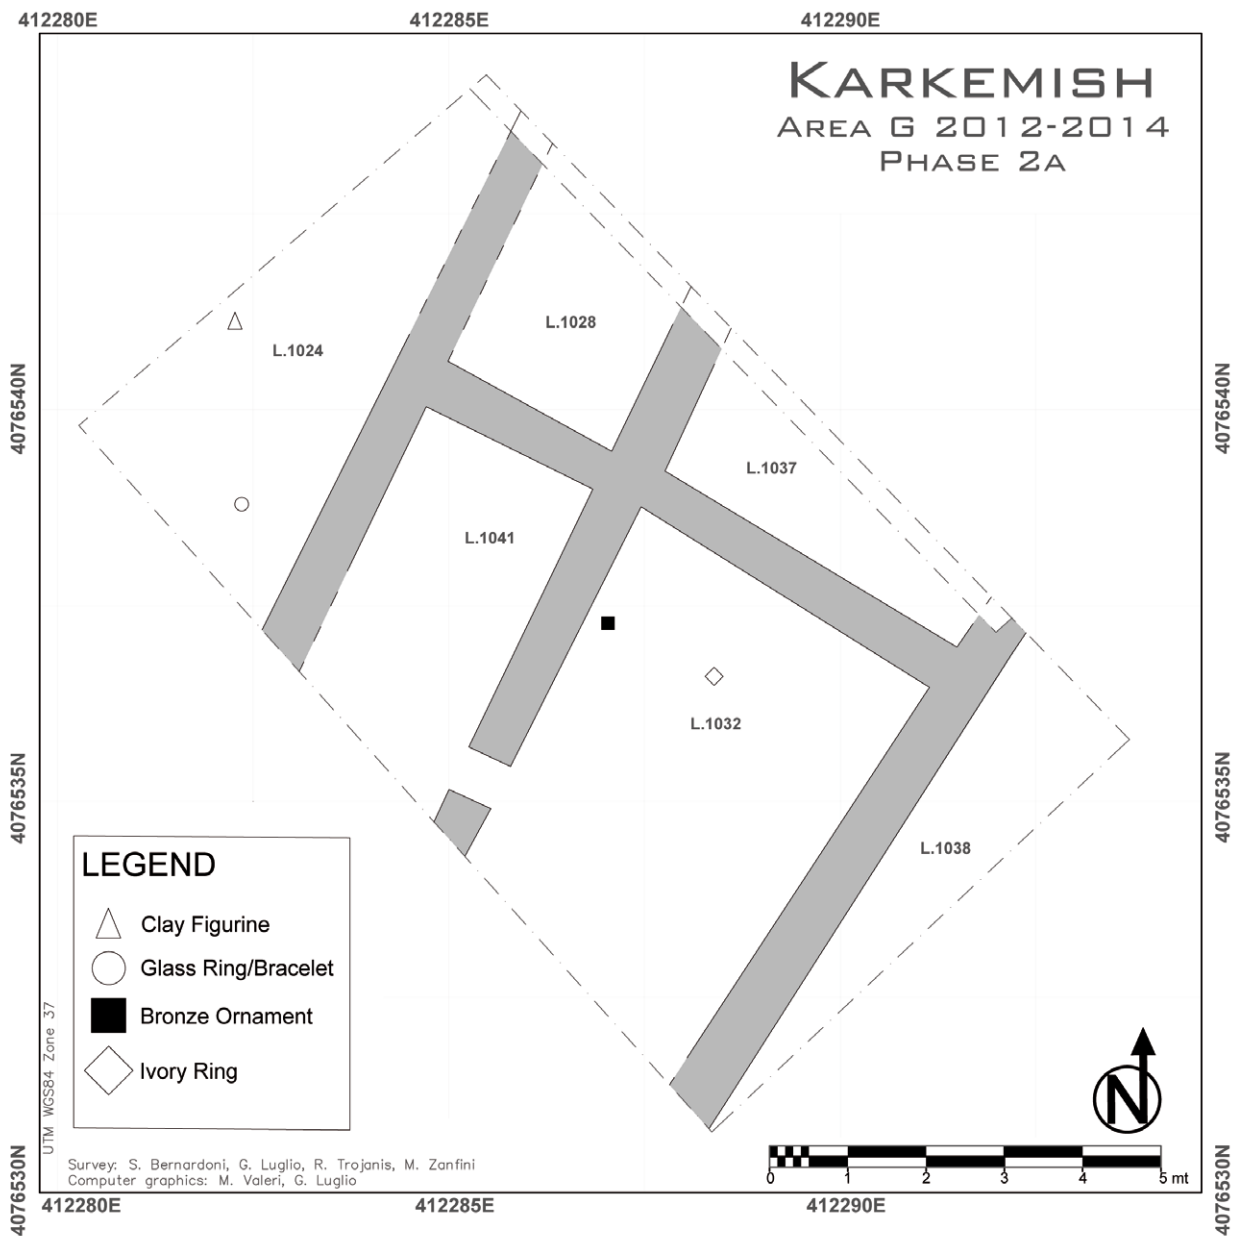 412280E 412285E 412290E
KARKEMISH
AREA G 2012-2014
PHASE 2A
4076540N
4076540N
L.1028
L.1024
L.1037
L.1041
L.1032
4076535N
4076535N
L.1038
LEGEND
Clay Figurine
Glass Ring/Bracelet
Bronze Ornament
Ivory Ring
UTM WGS84 Zone 37
N
Survey: S. Bernardoni, G. Luglio, R. Trojanis, M. Zanfini
Computer graphics: M. Valeri, G. Luglio
0 1 2 3 4 5 mt
4076530N
4076530N
412280E 412285E 412290E